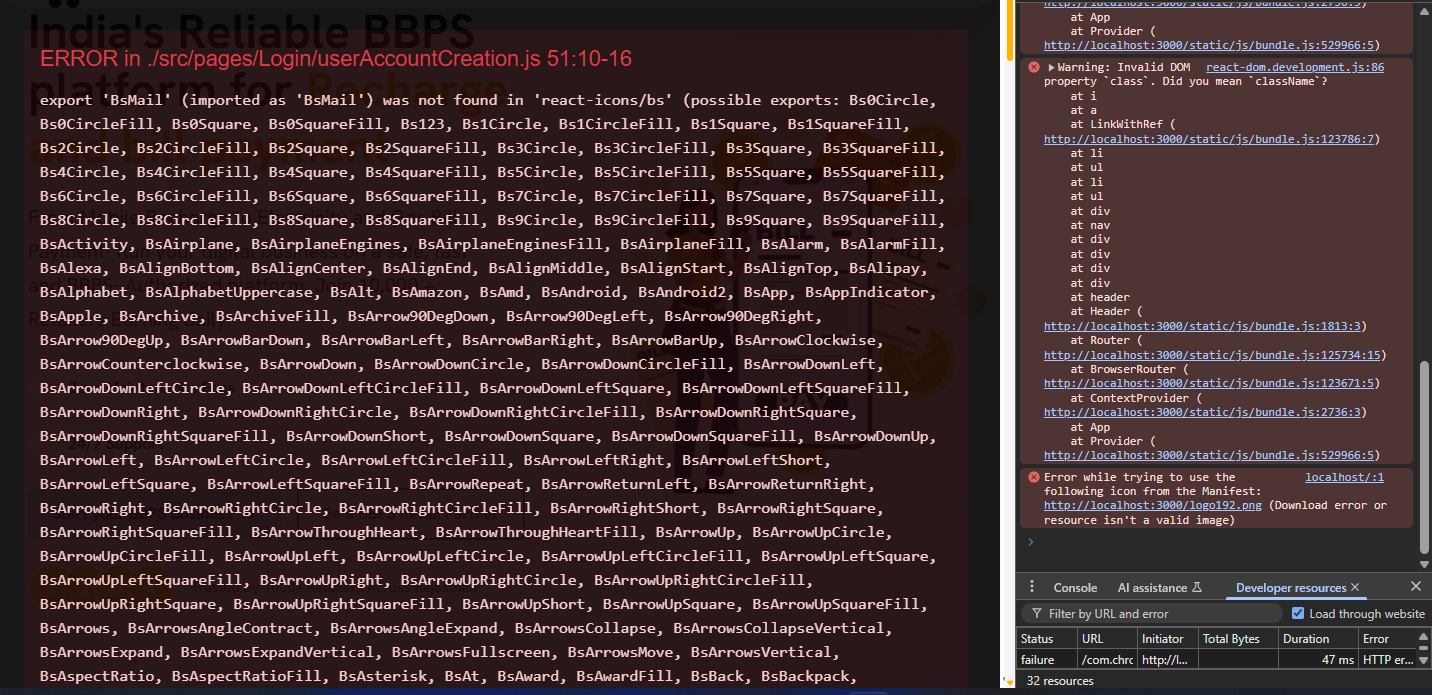 India's Reliable BBPS
platform for Recharge
ERROR in ./src/pages/Login/userAccountCreation.js 51:10-16
export 'BsMail' (imported as 'BsMail') was not found in 'react-icons/bs' (possible exports: Bs0Circle,
Bs0CircleFill, Bs0Square, Bs0SquareFill, Bs123, Bs1Circle, Bs1CircleFill, Bs1Square, Bs1SquareFill,
Bs2Circle, Bs2CircleFill, Bs2Square, Bs2SquareFill, Bs3Circle, Bs3CircleFill, Bs3Square, Bs3SquareFill,
Bs4Circle, Bs4CircleFill, Bs4Square, Bs4SquareFill, Bs5Circle, Bs5CircleFill, Bs5Square, Bs5SquareFill,
Bs6Circle, Bs6CircleFill, Bs6Square, Bs6SquareFill, Bs7Circle, Bs7CircleFill, Bs7Square, Bs7SquareFill,
Bs8Circle, Bs8CircleFill, Bs8Square, Bs8SquareFill, Bs9Circle, Bs9CircleFill, Bs9Square, Bs9SquareFill,
BsActivity, BsAirplane, BsAirplaneEngines, BsAirplaneEnginesFill, BsAirplaneFill, BsAlarm, BsAlarmFill,
BsAlexa, BsAlignBottom, BsAlignCenter, BsAlignEnd, BsAlignMiddle, BsAlignStart, BsAlignTop, BsAlipay,
BsAlphabet, BsAlphabetUppercase, BsAlt, BsAmazon, BsAmd, BsAndroid, BsAndroid2, BsApp, BsAppIndicator,
BsApple, BsArchive, BsArchiveFill, BsArrow90DegDown, BsArrow90DegLeft, BsArrow90DegRight,
BsArrow90DegUp, BsArrowBarDown, BsArrowBarLeft, BsArrowBarRight, BsArrowBarUp, BsArrowClockwise,
BsArrowCounterclockwise, BsArrowDown, BsArrowDownCircle, BsArrowDownCircleFill, BsArrowDownLeft,
BsArrowDownLeftCircle, BsArrowDownLeftCircleFill, BsArrowDownLeftSquare, BsArrowDownLeftSquareFill,
BsArrowDownRight, BsArrowDownRightCircle, BsArrowDownRightCircleFill, BsArrowDownRightSquare,
BsArrowDownRightSquareFill, BsArrowDownShort, BsArrowDownSquare, BsArrowDownSquareFill, BsArrowDownUp,
BsArrowLeft, BsArrowLeftCircle, BsArrowLeftCircleFill, BsArrowLeftRight, BsArrowLeftShort,
BsArrowLeftSquare, BsArrowLeftSquareFill, BsArrowRepeat, BsArrowReturnLeft, BsArrowReturnRight,
BsArrowRight, BsArrowRightCircle, BsArrowRightCircleFill, BsArrowRightShort, BsArrowRightSquare,
BsArrowRightSquareFill, BsArrowThroughHeart, BsArrowThroughHeartFill, BsArrowUp, BsArrowUpCircle,
BsArrowUpCircleFill, BsArrowUpLeft, BsArrowUpLeftCircle, BsArrowUpLeftCircleFill, BsArrowUpLeftSquare,
BsArrowUpLeftSquareFill, BsArrowUpRight, BsArrowUpRightCircle, BsArrowUpRightCircleFill,
BsArrowUpRightSquare, BsArrowUpRightSquareFill, BsArrowUpShort, BsArrowUpSquare, BsArrowUpSquareFill,
BsArrows, BsArrowsAngleContract, BsArrowsAngleExpand, BsArrowsCollapse, BsArrowsCollapseVertical,
BsArrowsExpand, BsArrowsExpandVertical, BsArrowsFullscreen, BsArrowsMove, BsArrowsVertical,
BsAspectRatio, BsAspectRatioFill, BsAsterisk, BsAt, BsAward, BsAwardFill, BsBack, BsBackpack,
BILL
PAY
http://localhost:3000/static/js/bundle.js:2736:3)
at App
at Provider (
http://localhost:3000/static/js/bundle.js:529966:5)
Warning: Invalid DOM react-dom.development.js:86
property `class`. Did you mean `className`?
at i
at a
at LinkWithRef (
http://localhost:3000/static/js/bundle.js:123786:7)
at li
at ul
at li
at ul
at div
at nav
at div
at div
at div
at div
at header
at Header (
http://localhost:3000/static/js/bundle.js:1813:3)
at Router (
http://localhost:3000/static/js/bundle.js:125734:15)
at BrowserRouter (
http://localhost:3000/static/js/bundle.js:123671:5)
at ContextProvider (
http://localhost:3000/static/js/bundle.js:2736:3)
at App
at Provider (
http://localhost:3000/static/js/bundle.js:529966:5)
Error while trying to use the localhost/:1
following icon from the Manifest:
http://localhost:3000/logo192.png (Download error or
resource isn't a valid image)
Console AI assistance Developer resources
Filter by URL and error Load through website
Status URL Initiator Total Bytes Duration Error
failure /com.chrc http://l... 47 ms HTTP er...
32 resources